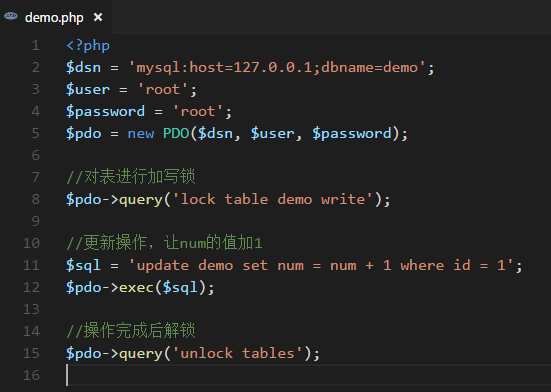 demo.php ×
1 <?php
2 $dsn = 'mysql:host=127.0.0.1;dbname=demo';
3 $user = 'root';
4 $password = 'root';
5 $pdo = new PDO($dsn, $user, $password);
6
7 //对表进行加写锁
8 $pdo->query('lock table demo write');
9
10 //更新操作，让num的值加1
11 $sql = 'update demo set num = num + 1 where id = 1';
12 $pdo->exec($sql);
13
14 //操作完成后解锁
15 $pdo->query('unlock tables');
16